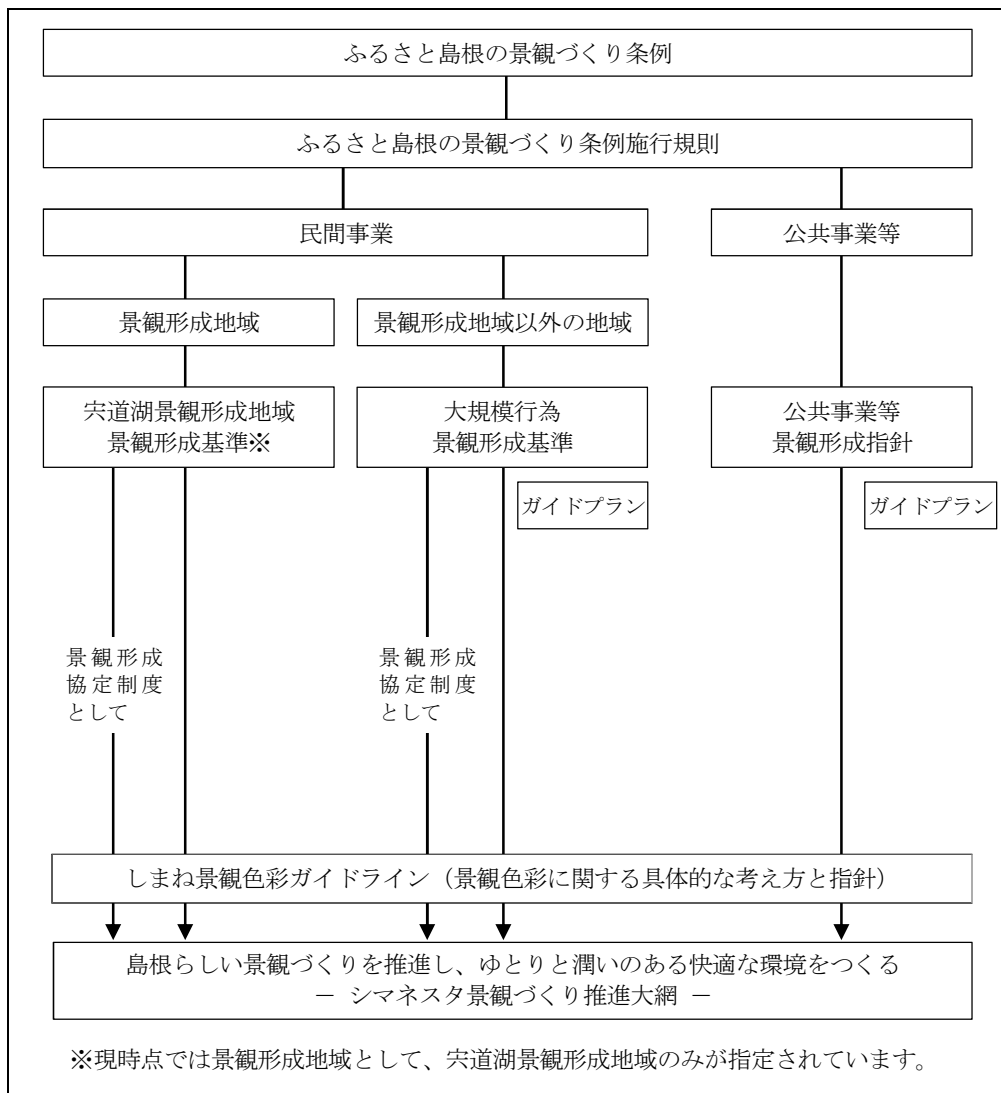 ふるさと島根の景観づくり条例
ふるさと島根の景観づくり条例施行規則
民間事業
公共事業等
景観形成地域
景観形成地域以外の地域
宍道湖景観形成地域
景観形成基準※
大規模行為
景観形成基準
公共事業等
景観形成指針
ガイドプラン
ガイドプラン
景観形成
協定制度
として
景観形成
協定制度
として
しまね景観色彩ガイドライン（景観色彩に関する具体的な考え方と指針）
島根らしい景観づくりを推進し、ゆとりと潤いのある快適な環境をつくる
－ シマネスタ景観づくり推進大綱 －
※現時点では景観形成地域として、宍道湖景観形成地域のみが指定されています。